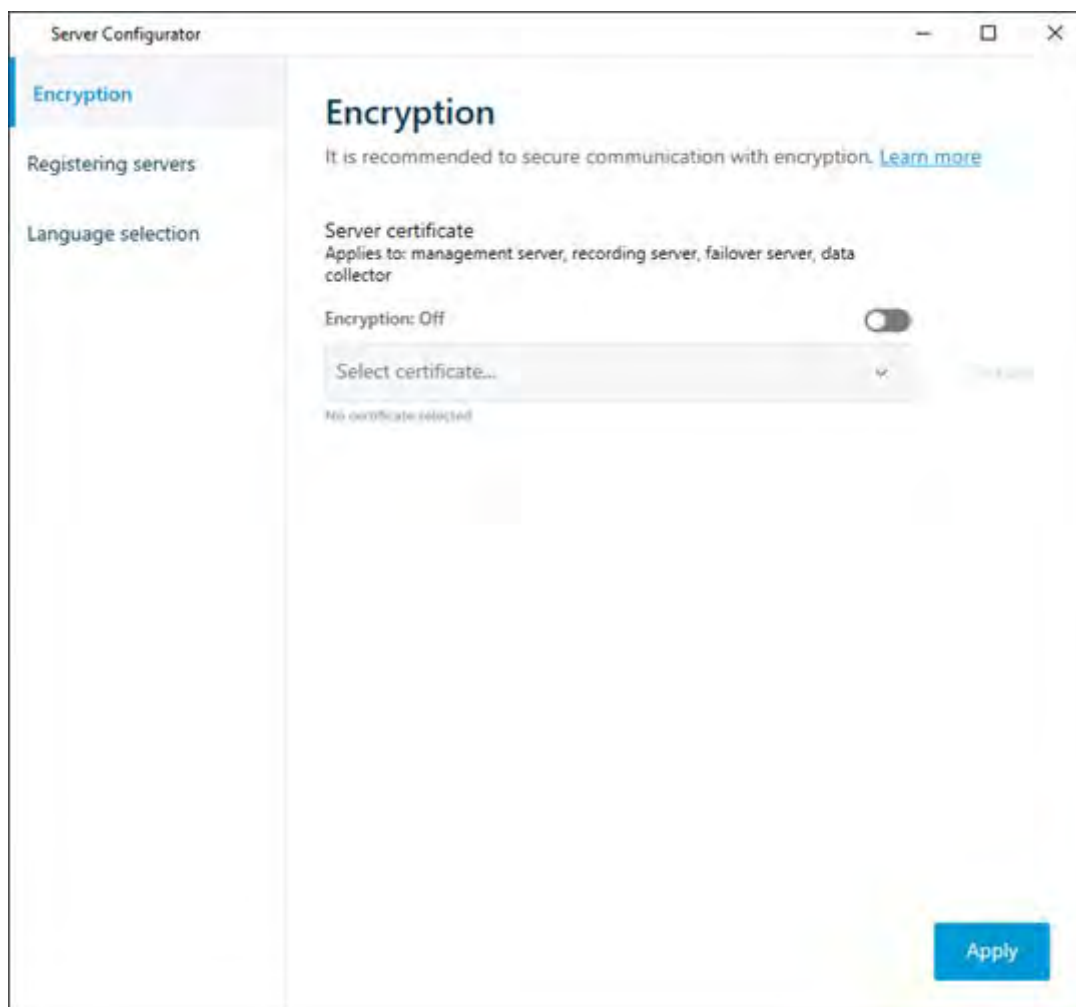 Server Configurator
Encryption
Registering servers
Language selection
Encryption
It is recommended to secure communication with encryption. Learn more
Server certificate
Applies to: management server, recording server, failover server, data
collector
Encryption: Off
Select certificate...
No certificate selected
Apply